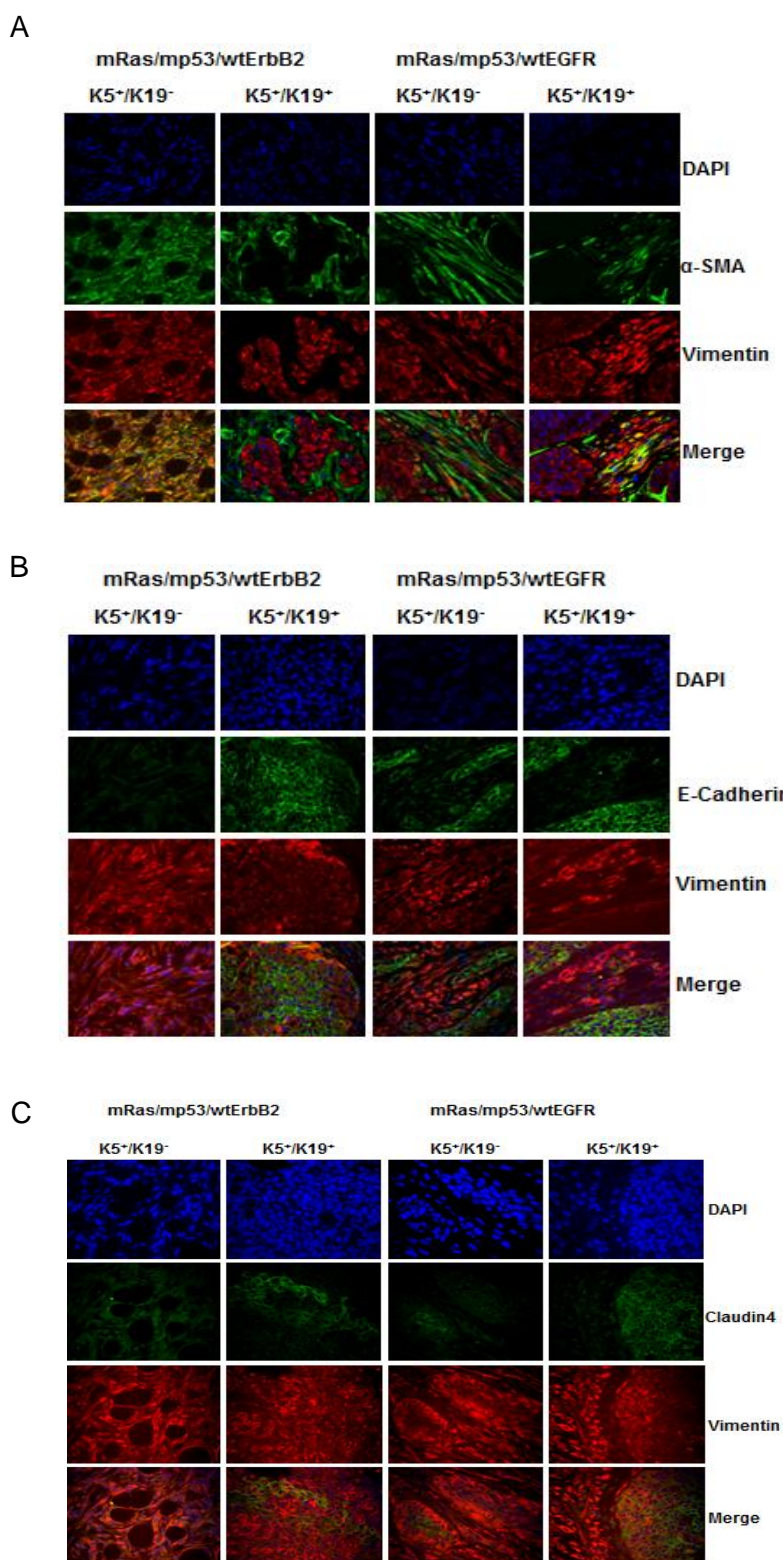 A
mRas/mp53/wtErbB2 mRas/mp53/wtEGFR
K5⁺/K19⁻ K5⁺/K19⁺ K5⁺/K19⁻ K5⁺/K19⁺
DAPI
α-SMA
Vimentin
Merge
B
mRas/mp53/wtErbB2 mRas/mp53/wtEGFR
K5⁺/K19⁻ K5⁺/K19⁺ K5⁺/K19⁻ K5⁺/K19⁺
DAPI
E-Cadherin
Vimentin
Merge
C
mRas/mp53/wtErbB2 mRas/mp53/wtEGFR
K5⁺/K19⁻ K5⁺/K19⁺ K5⁺/K19⁻ K5⁺/K19⁺
DAPI
Claudin4
Vimentin
Merge